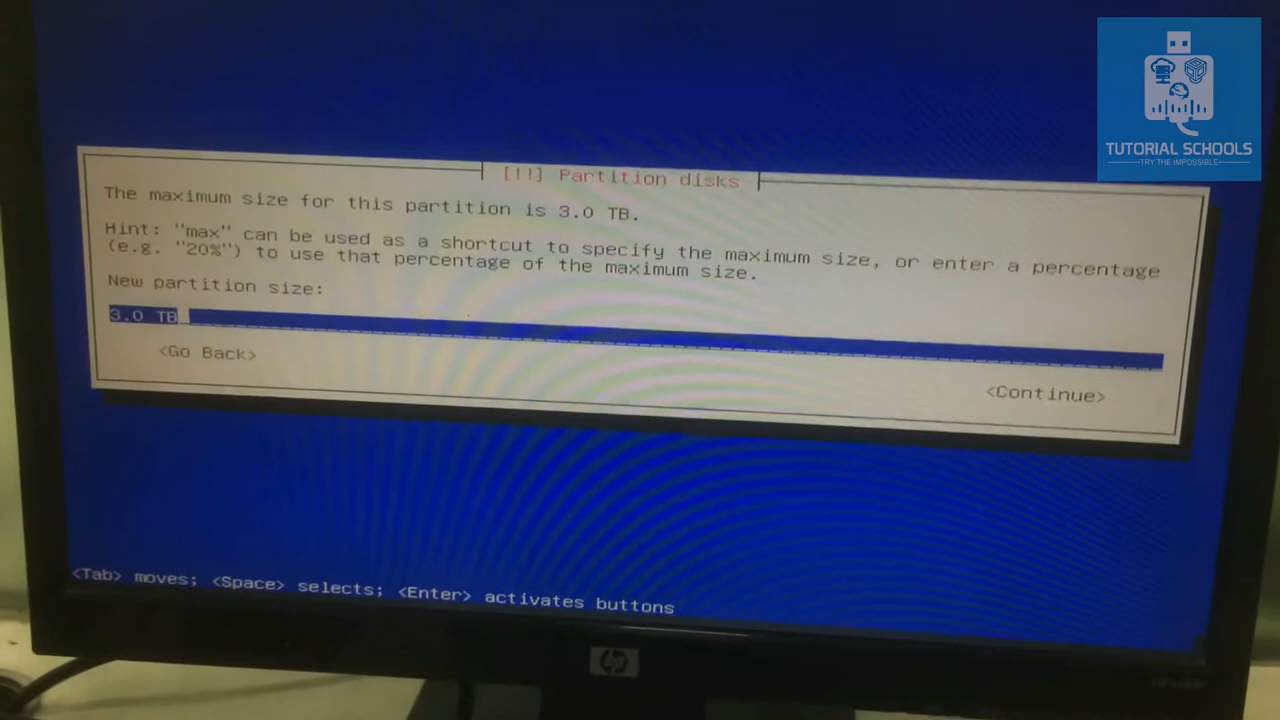 TUTORIAL SCHOOLS
TRY THE IMPOSSIBLE
[!!] Partition disks
The maximum size for this partition is 3.0 TB.
Hint: "max" can be used as a shortcut to specify the maximum size, or enter a percentage
(e.g. "20%") to use that percentage of the maximum size.
New partition size:
3.0 TB
<Go Back>
<Continue>
<Tab> moves; <Space> selects; <Enter> activates buttons
hp